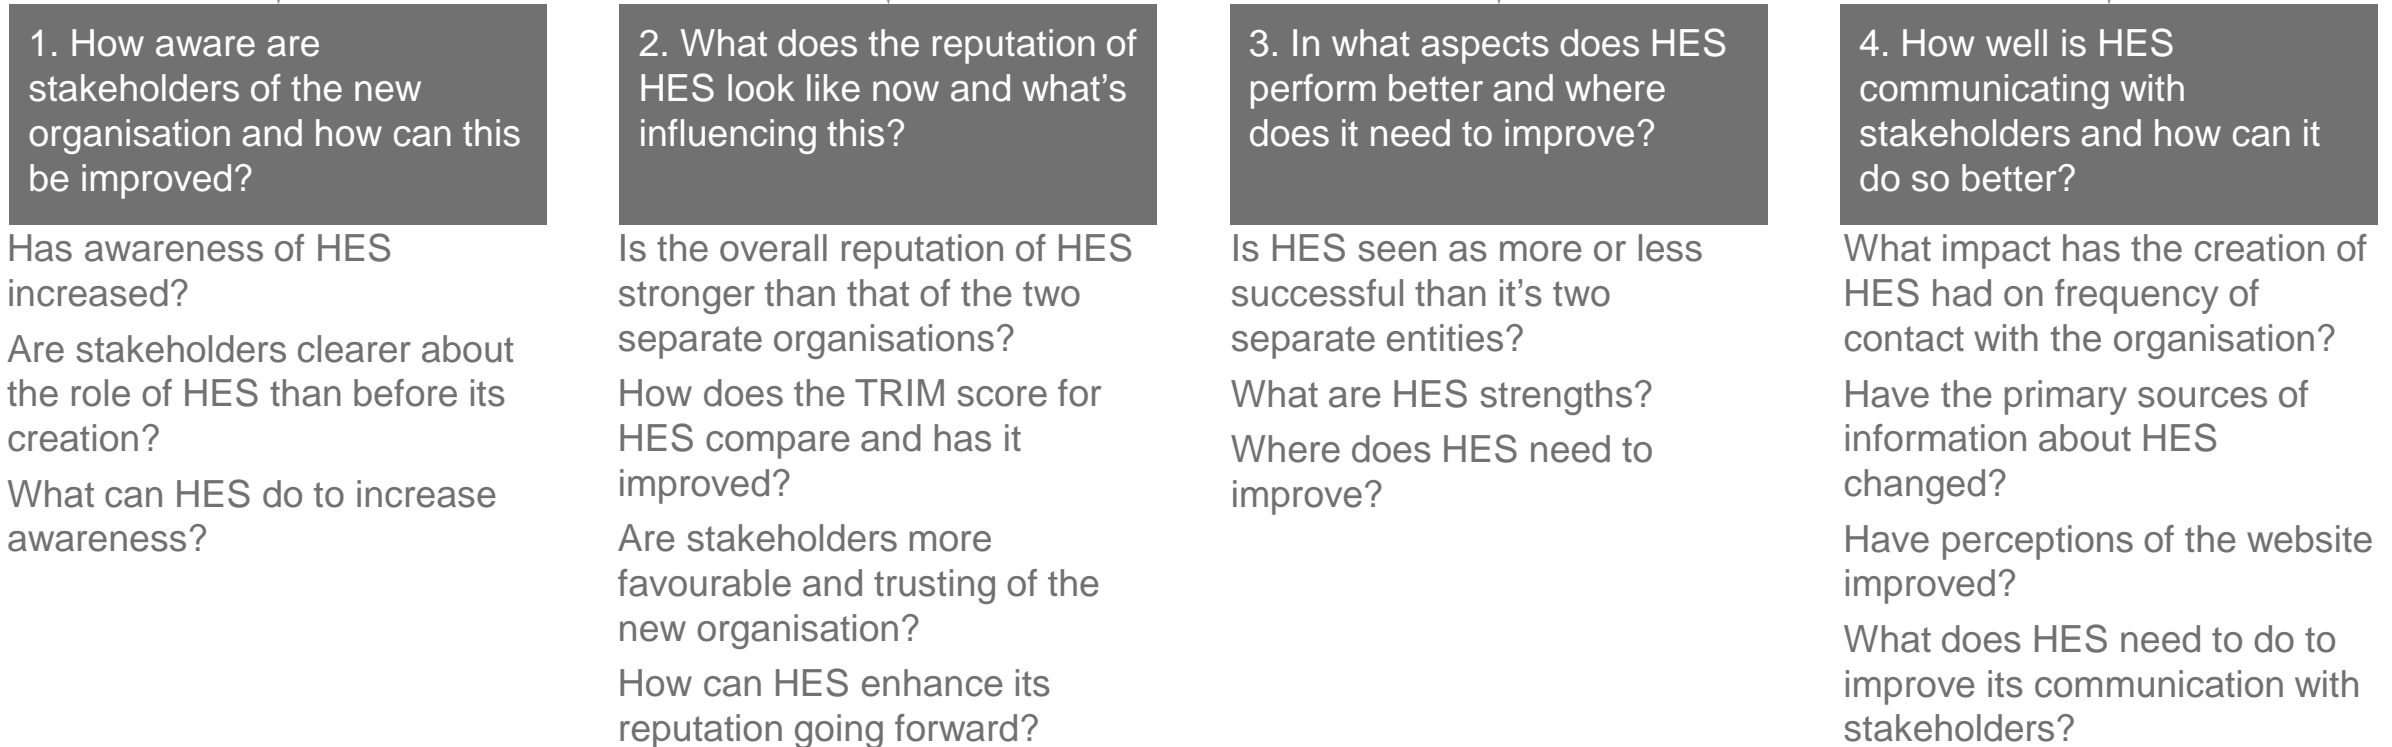 1. How aware are
stakeholders of the new
organisation and how can this
be improved?
Has awareness of HES
increased?
Are stakeholders clearer about
the role of HES than before its
creation?
What can HES do to increase
awareness?
2. What does the reputation of
HES look like now and what's
influencing this?
Is the overall reputation of HES
stronger than that of the two
separate organisations?
How does the TRIM score for
HES compare and has it
improved?
Are stakeholders more
favourable and trusting of the
new organisation?
How can HES enhance its
reputation going forward?
3. In what aspects does HES
perform better and where
does it need to improve?
Is HES seen as more or less
successful than it's two
separate entities?
What are HES strengths?
Where does HES need to
improve?
4. How well is HES
communicating with
stakeholders and how can it
do so better?
What impact has the creation of
HES had on frequency of
contact with the organisation?
Have the primary sources of
information about HES
changed?
Have perceptions of the website
improved?
What does HES need to do to
improve its communication with
stakeholders?